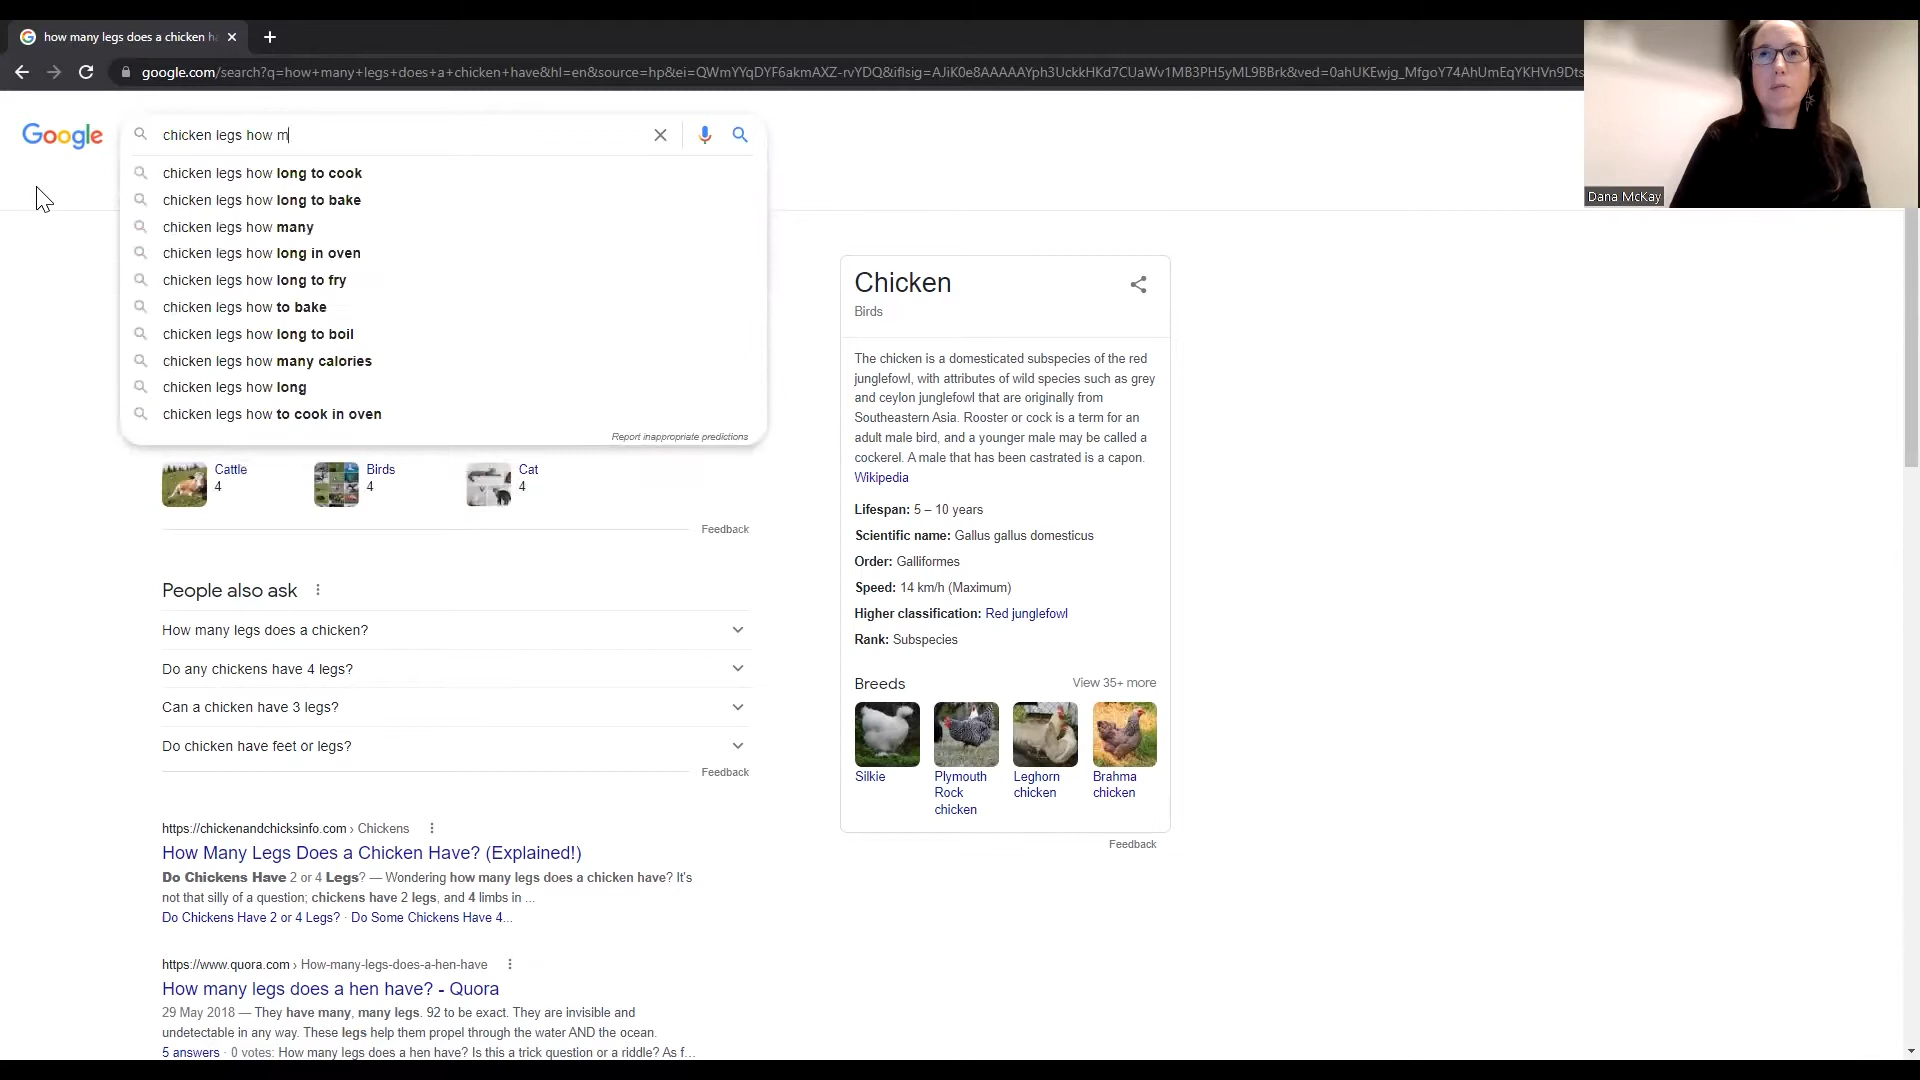 how many legs does a chicken ha
google.com/search?q=how+many+legs+does+a+chicken+have&hl=en&source=hp&ei=QWmYYqDYF6akmAXZ-rvYDQ&iflsig=AJiK0e8AAAAAYph3UckkHKd7CUaWv1MB3PH5yML9BBrk&ved=0ahUKEwjg_MfgoY74AhUmEqYKHVn9Dts
Google
chicken legs how m
chicken legs how long to cook
chicken legs how long to bake
chicken legs how many
chicken legs how long in oven
chicken legs how long to fry
chicken legs how to bake
chicken legs how long to boil
chicken legs how many calories
chicken legs how long
chicken legs how to cook in oven
Report inappropriate predictions
Cattle
4
Birds
4
Cat
4
Feedback
People also ask
How many legs does a chicken?
Do any chickens have 4 legs?
Can a chicken have 3 legs?
Do chicken have feet or legs?
Feedback
https://chickenandchicksinfo.com › Chickens
How Many Legs Does a Chicken Have? (Explained!)
Do Chickens Have 2 or 4 Legs? — Wondering how many legs does a chicken have? It's
not that silly of a question; chickens have 2 legs, and 4 limbs in ...
Do Chickens Have 2 or 4 Legs? · Do Some Chickens Have 4...
https://www.quora.com › How-many-legs-does-a-hen-have
How many legs does a hen have? - Quora
29 May 2018 — They have many, many legs. 92 to be exact. They are invisible and
undetectable in any way. These legs help them propel through the water AND the ocean.
5 answers · 0 votes: How many legs does a hen have? Is this a trick question or a riddle? As f...
Chicken
Birds
The chicken is a domesticated subspecies of the red
junglefowl, with attributes of wild species such as grey
and ceylon junglefowl that are originally from
Southeastern Asia. Rooster or cock is a term for an
adult male bird, and a younger male may be called a
cockerel. A male that has been castrated is a capon.
Wikipedia
Lifespan: 5 – 10 years
Scientific name: Gallus gallus domesticus
Order: Galliformes
Speed: 14 km/h (Maximum)
Higher classification: Red junglefowl
Rank: Subspecies
Breeds
View 35+ more
Silkie
Plymouth
Rock
chicken
Leghorn
chicken
Brahma
chicken
Feedback
Dana McKay